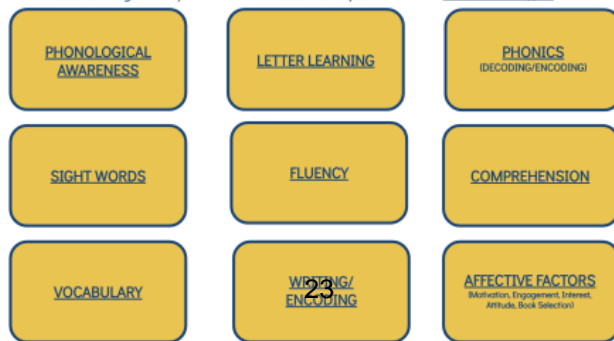 PHONOLOGICAL
AWARENESS
LETTER LEARNING
PHONICS
(DECODING/ENCODING)
SIGHT WORDS
FLUENCY
COMPREHENSION
VOCABULARY
WRITING/
ENCODING
23
AFFECTIVE FACTORS
(Motivation, Engagement, Interest,
Attitude, Book Selection)